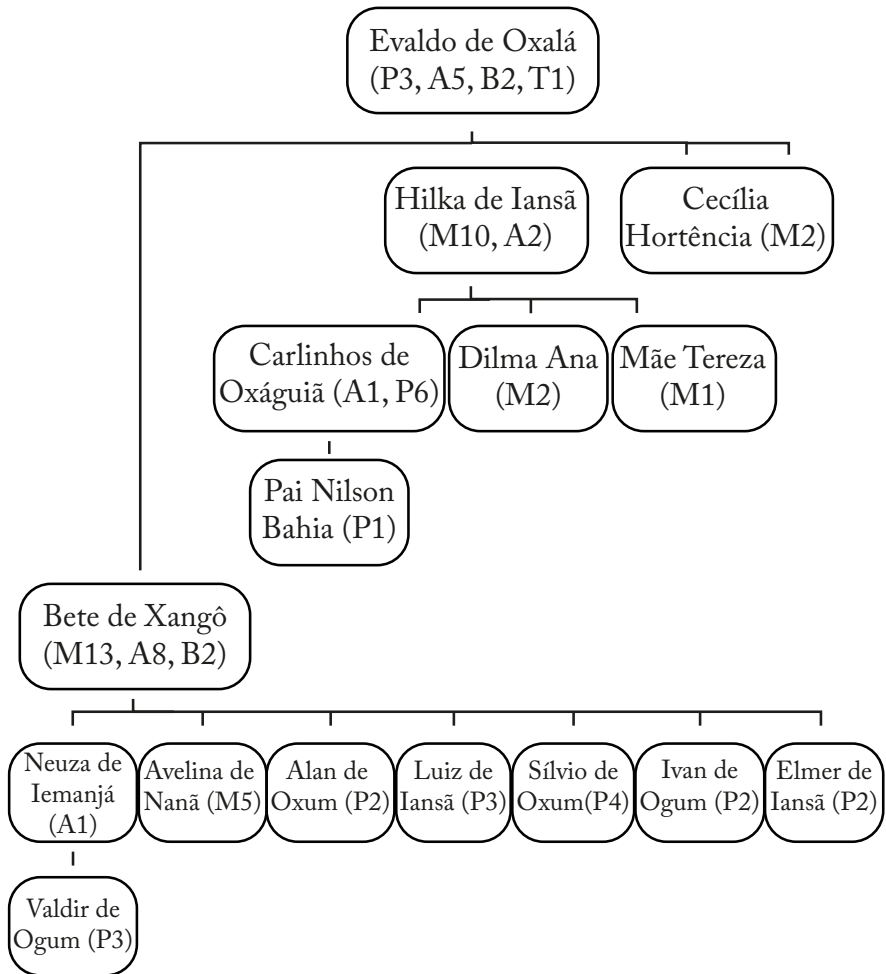 Evaldo de Oxalá
(P3, A5, B2, T1)
Hilka de Iansã
(M10, A2)
Cecília
Hortência (M2)
Carlinhos de
Oxáguiã (A1, P6)
Dilma Ana
(M2)
Mãe Tereza
(M1)
Pai Nilson
Bahia (P1)
Bete de Xangô
(M13, A8, B2)
Neuza de
Iemanjá
(A1)
Avelina de
Nanã (M5)
Alan de
Oxum (P2)
Luiz de
Iansã (P3)
Sílvio de
Oxum(P4)
Ivan de
Ogum (P2)
Elmer de
Iansã (P2)
Valdir de
Ogum (P3)